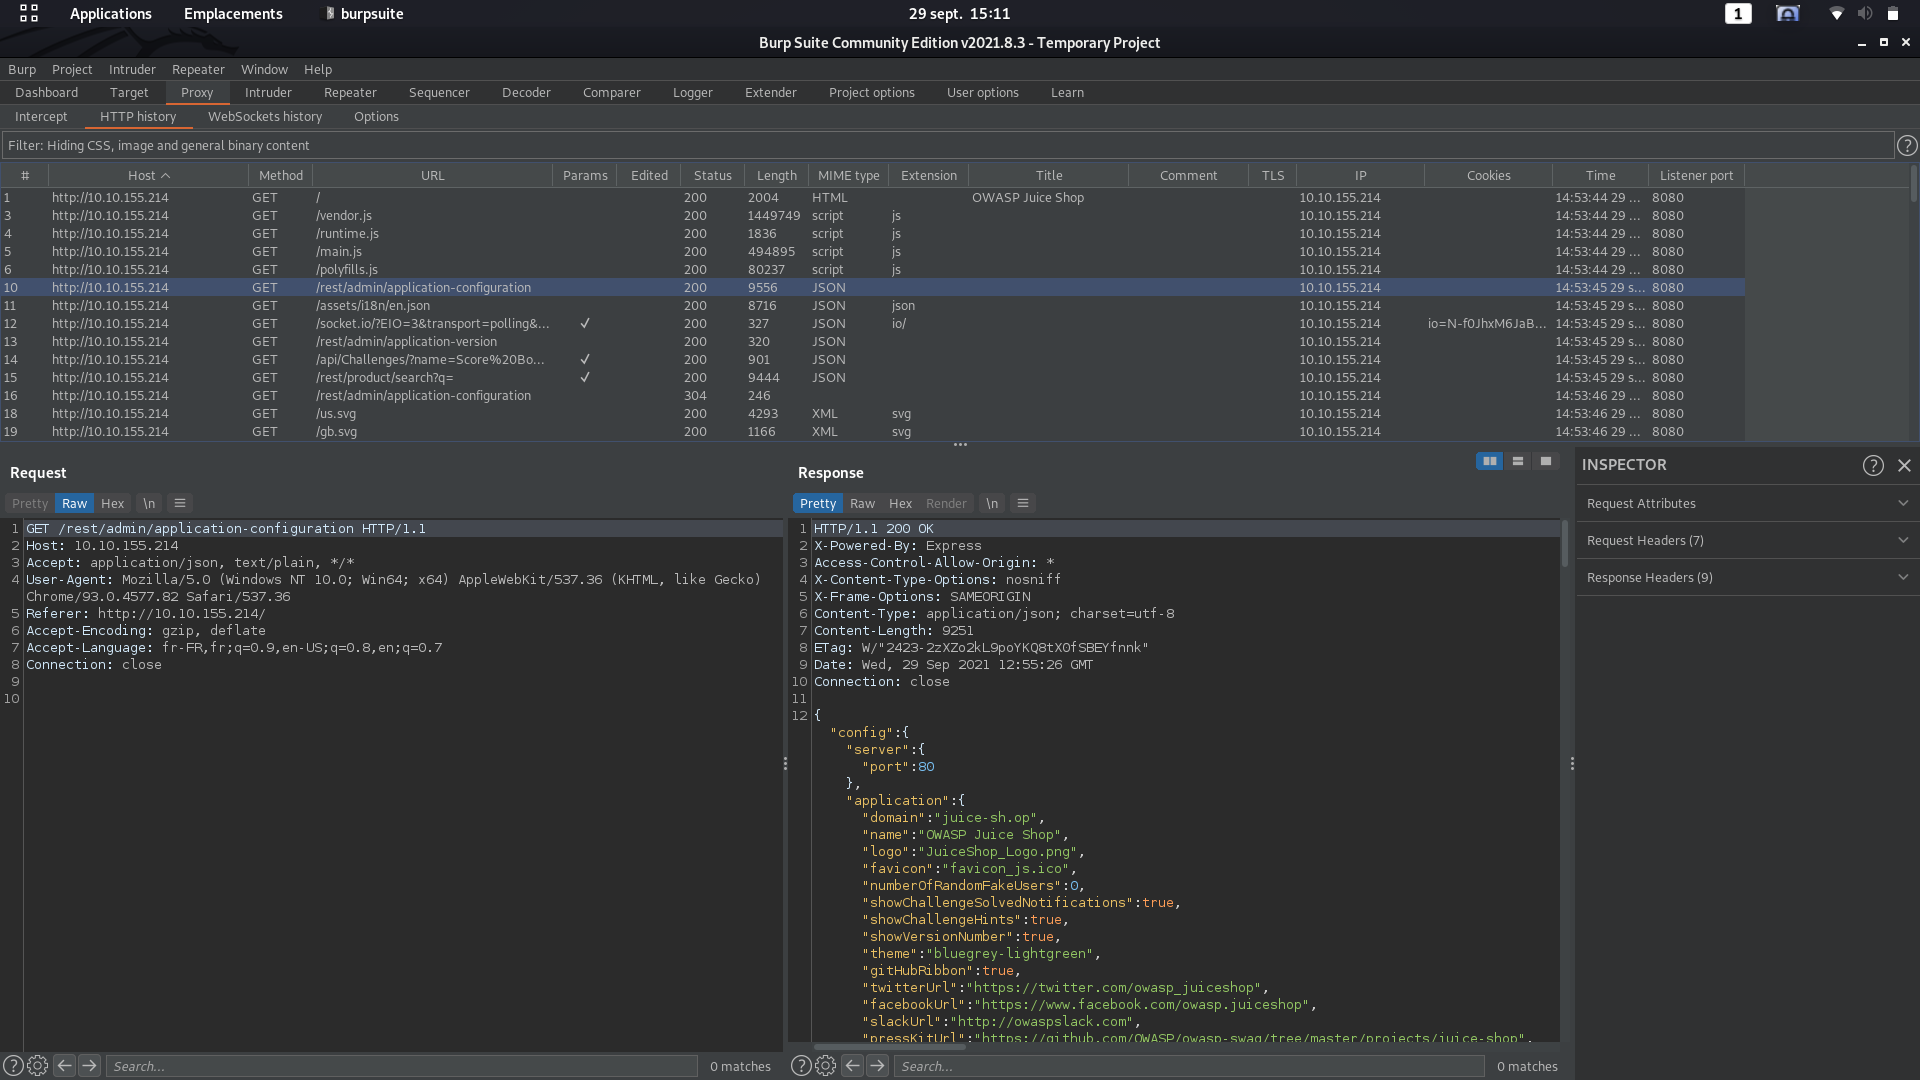 Applications Emplacements burpsuite 29 sept. 15:11 1
Burp Suite Community Edition v2021.8.3 - Temporary Project
Burp Project Intruder Repeater Window Help
Dashboard Target Proxy Intruder Repeater Sequencer Decoder Comparer Logger Extender Project options User options Learn
Intercept HTTP history WebSockets history Options
Filter: Hiding CSS, image and general binary content ?
# Host Method URL Params Edited Status Length MIME type Extension Title Comment TLS IP Cookies Time Listener port
1 http://10.10.155.214 GET / 200 2004 HTML OWASP Juice Shop 10.10.155.214 14:53:44 29 ... 8080
3 http://10.10.155.214 GET /vendor.js 200 1449749 script js 10.10.155.214 14:53:44 29 ... 8080
4 http://10.10.155.214 GET /runtime.js 200 1836 script js 10.10.155.214 14:53:44 29 ... 8080
5 http://10.10.155.214 GET /main.js 200 494895 script js 10.10.155.214 14:53:44 29 ... 8080
6 http://10.10.155.214 GET /polyfills.js 200 80237 script js 10.10.155.214 14:53:44 29 ... 8080
10 http://10.10.155.214 GET /rest/admin/application-configuration 200 9556 JSON 10.10.155.214 14:53:45 29 s... 8080
11 http://10.10.155.214 GET /assets/i18n/en.json 200 8716 JSON json 10.10.155.214 14:53:45 29 s... 8080
12 http://10.10.155.214 GET /socket.io/?EIO=3&transport=polling&... ✓ 200 327 JSON io/ 10.10.155.214 io=N-f0JhxM6JaB... 14:53:45 29 s... 8080
13 http://10.10.155.214 GET /rest/admin/application-version 200 320 JSON 10.10.155.214 14:53:45 29 s... 8080
14 http://10.10.155.214 GET /api/Challenges/?name=Score%20Bo... ✓ 200 901 JSON 10.10.155.214 14:53:45 29 s... 8080
15 http://10.10.155.214 GET /rest/product/search?q= ✓ 200 9444 JSON 10.10.155.214 14:53:45 29 s... 8080
16 http://10.10.155.214 GET /rest/admin/application-configuration 304 246 10.10.155.214 14:53:46 29 ... 8080
18 http://10.10.155.214 GET /us.svg 200 4293 XML svg 10.10.155.214 14:53:46 29 ... 8080
19 http://10.10.155.214 GET /gb.svg 200 1166 XML svg 10.10.155.214 14:53:46 29 ... 8080
Request
Pretty Raw Hex \n
1 GET /rest/admin/application-configuration HTTP/1.1
2 Host: 10.10.155.214
3 Accept: application/json, text/plain, */*
4 User-Agent: Mozilla/5.0 (Windows NT 10.0; Win64; x64) AppleWebKit/537.36 (KHTML, like Gecko)
Chrome/93.0.4577.82 Safari/537.36
5 Referer: http://10.10.155.214/
6 Accept-Encoding: gzip, deflate
7 Accept-Language: fr-FR,fr;q=0.9,en-US;q=0.8,en;q=0.7
8 Connection: close
9
10
? Search... 0 matches
Response
Pretty Raw Hex Render \n
1 HTTP/1.1 200 OK
2 X-Powered-By: Express
3 Access-Control-Allow-Origin: *
4 X-Content-Type-Options: nosniff
5 X-Frame-Options: SAMEORIGIN
6 Content-Type: application/json; charset=utf-8
7 Content-Length: 9251
8 ETag: W/"2423-2zXZo2kL9poYKQ8tX0fSBEYfnnk"
9 Date: Wed, 29 Sep 2021 12:55:26 GMT
10 Connection: close
11
12 {
"config":{
"server":{
"port":80
},
"application":{
"domain":"juice-sh.op",
"name":"OWASP Juice Shop",
"logo":"JuiceShop_Logo.png",
"favicon":"favicon_js.ico",
"numberOfRandomFakeUsers":0,
"showChallengeSolvedNotifications":true,
"showChallengeHints":true,
"showVersionNumber":true,
"theme":"bluegrey-lightgreen",
"gitHubRibbon":true,
"twitterUrl":"https://twitter.com/owasp_juiceshop",
"facebookUrl":"https://www.facebook.com/owasp.juiceshop",
"slackUrl":"http://owaspslack.com",
"pressKitUrl":"https://github.com/OWASP/owasp-swag/tree/master/projects/juice-shop",
? Search... 0 matches
INSPECTOR ?
Request Attributes
Request Headers (7)
Response Headers (9)